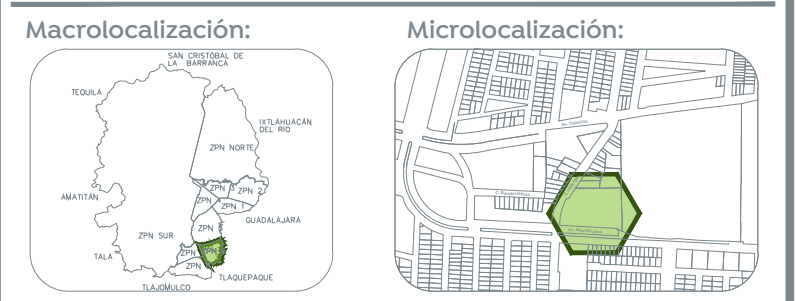 Macrolocalización:
Microlocalización:
SAN CRISTÓBAL DE
LA BARRANCA
TEQUILA
IXTLAHUACÁN
DEL RIO
ZPN NORTE
ZPN 3
ZPN 2
AMATITÁN
ZPN
ZPN 1
GUADALAJARA
ZPN
ZPN SUR
TALA
ZPN
ZPN
TLAQUEPAQUE
TLAJOMULCO